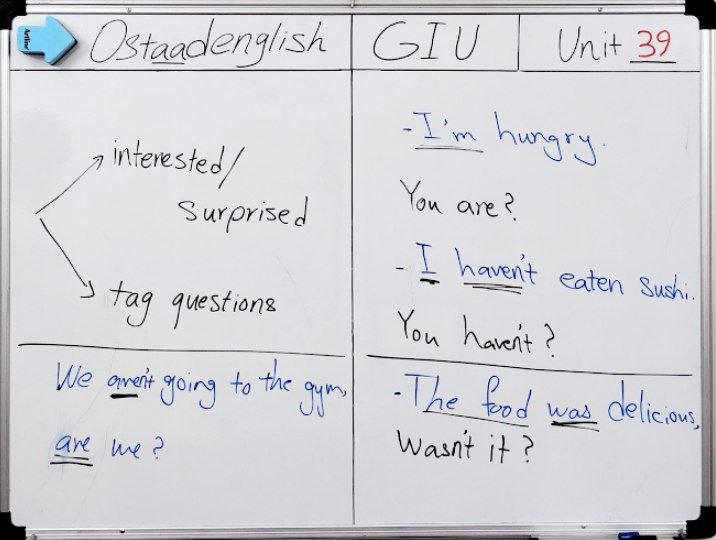 Artline
Ostaadenglish
GIU
Unit 39
interested/
surprised
tag questions
We aren't going to the gym,
are we?
- I'm hungry.
You are?
- I haven't eaten sushi.
You haven't?
- The food was delicious,
Wasn't it?